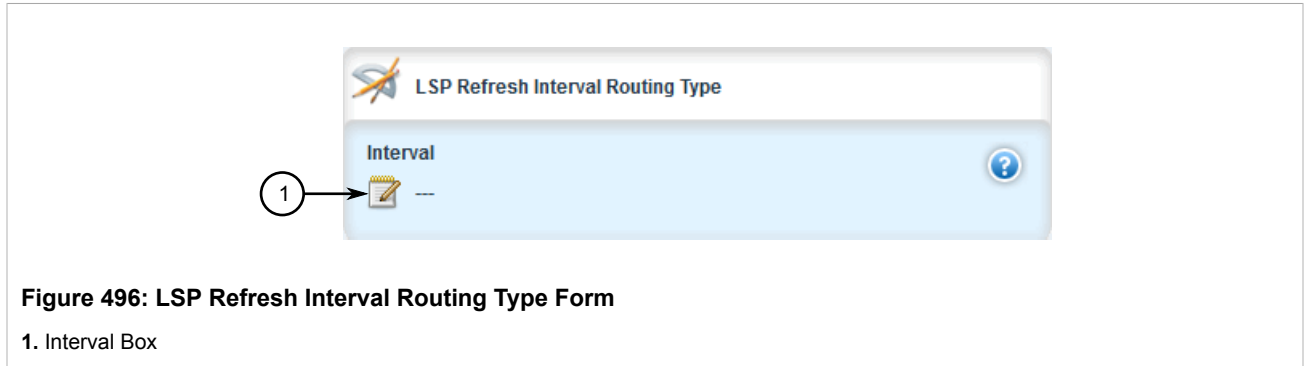 LSP Refresh Interval Routing Type
Interval
1
---
Figure 496: LSP Refresh Interval Routing Type Form
1. Interval Box